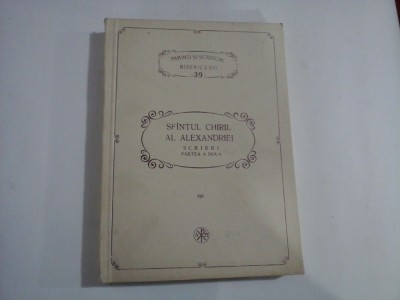 PĂRINȚI ȘI SCRIITORI
BISERICEȘTI
39
SFÎNTUL CHIRIL
AL ALEXANDRIEI
SCRIERI
PARTEA A DOUA